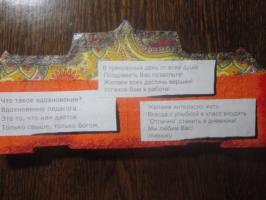 В прекрасный день от всей души
Поздравить Вас позвольте!
Желаем всех достичь вершин!
Успехов Вам в работе!
Что такое вдохновение?
Вдохновение педагога...
Это то, что нам даётся
Только свыше, только Богом.
Желаем интересно жить,
Всегда с улыбкой в класс входить
"Отлично" ставить в дневники!
Мы любим Вас!
Ученики